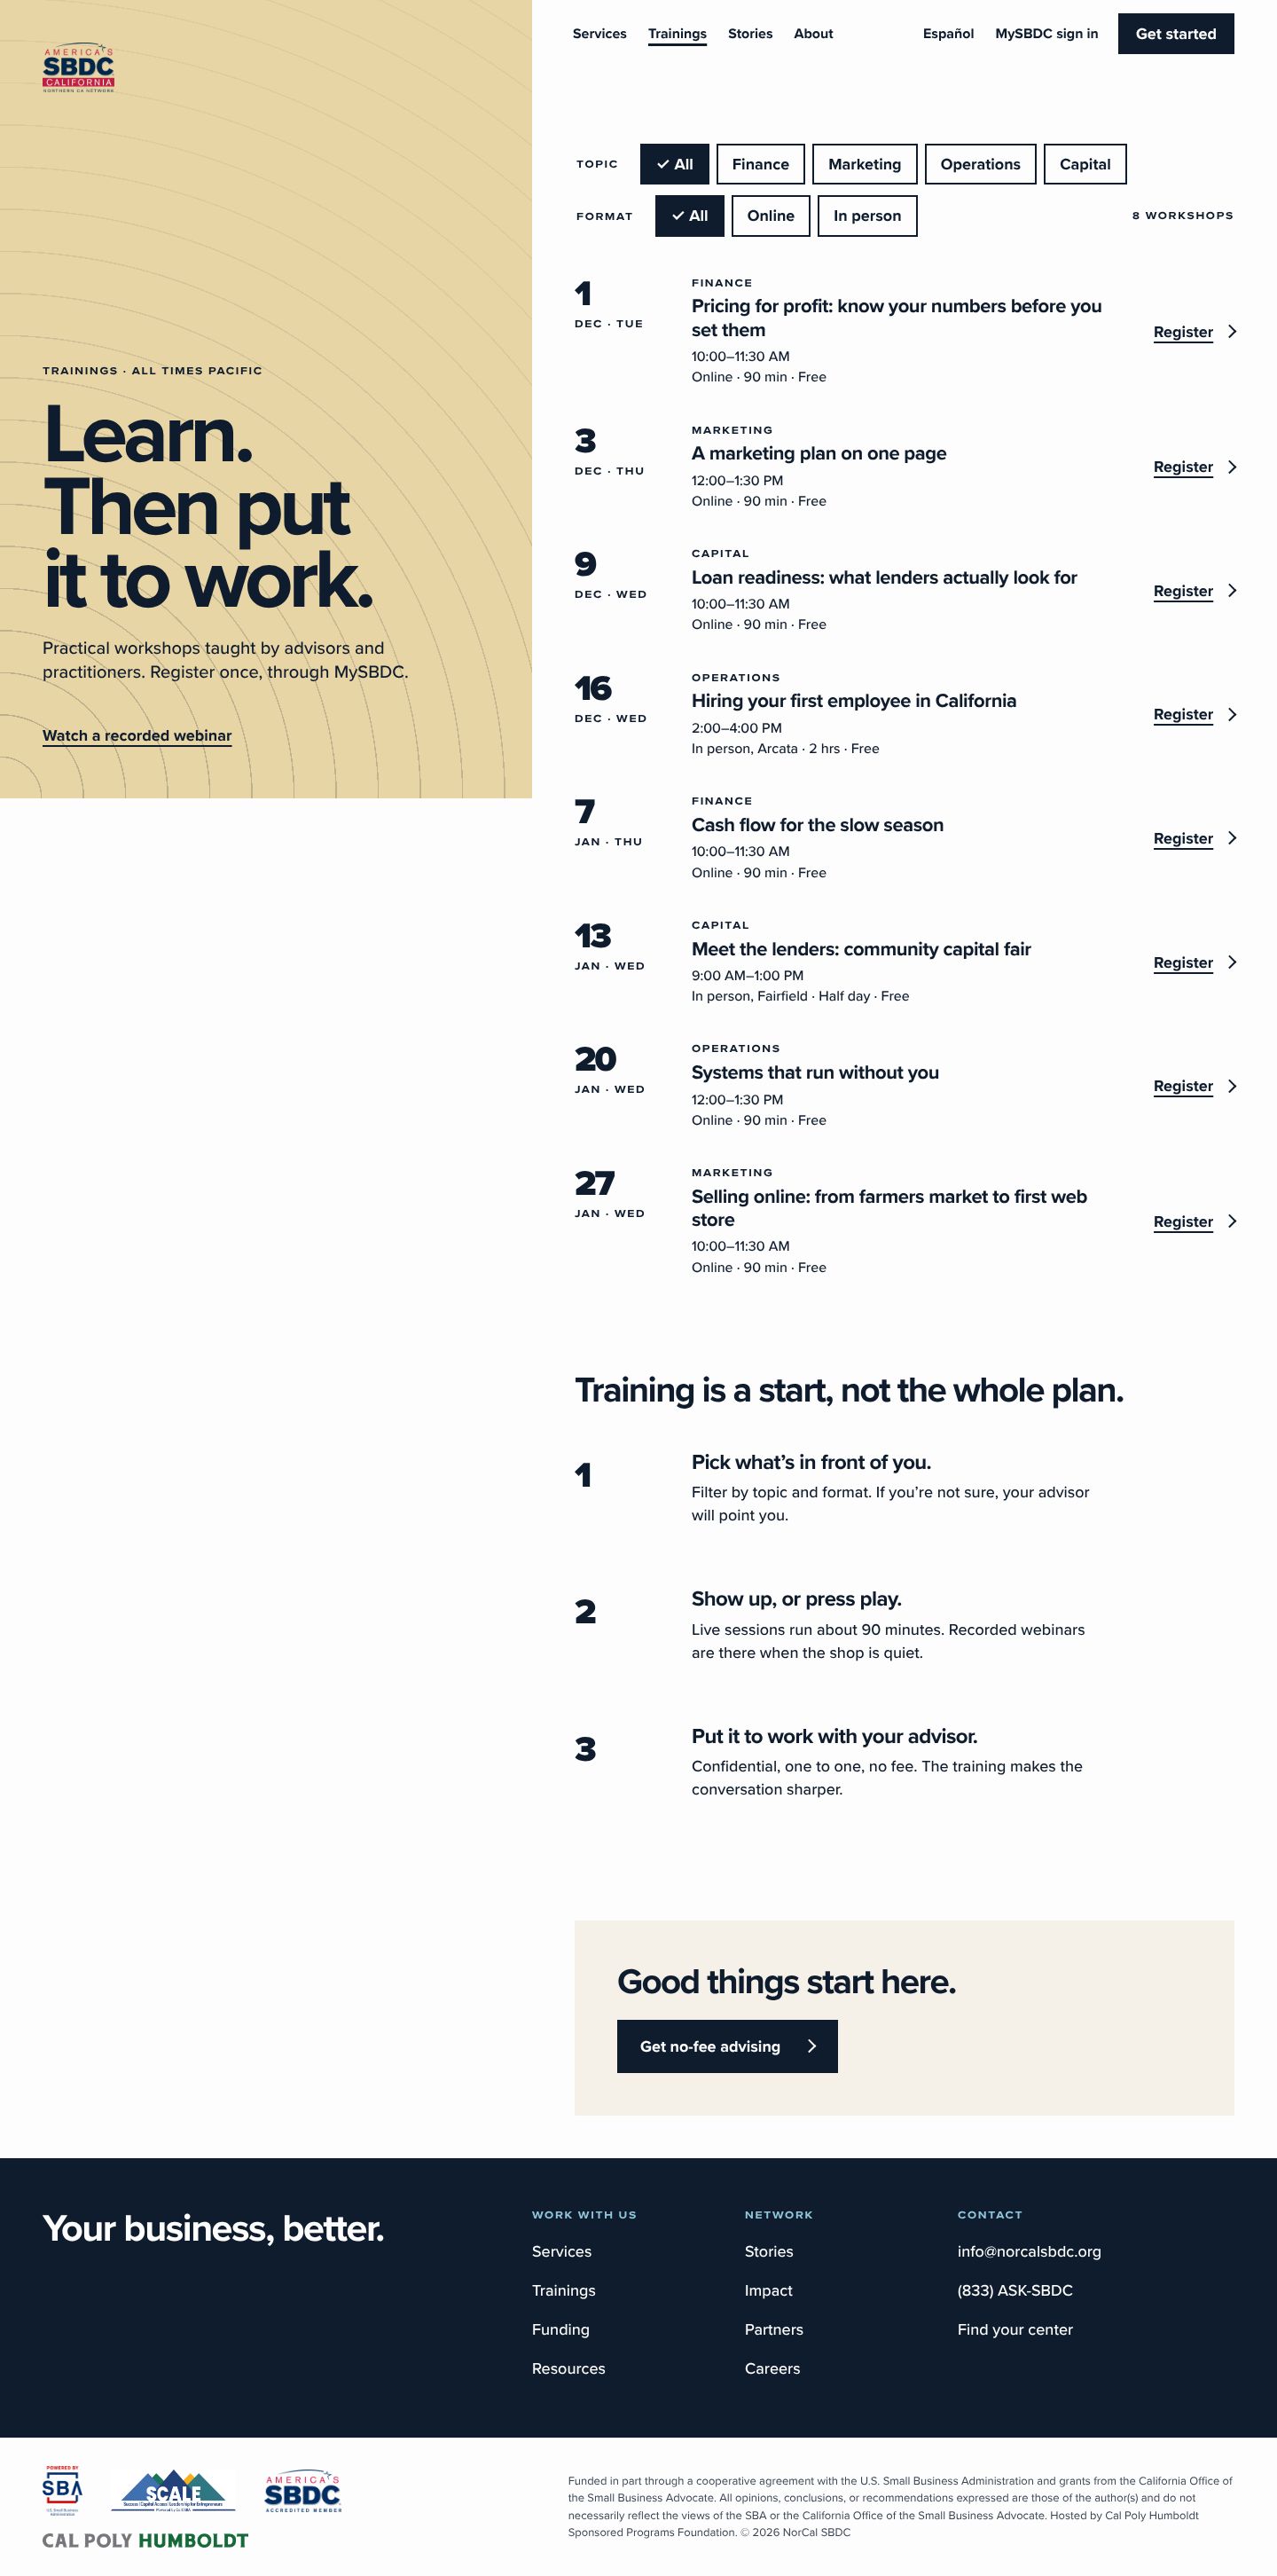 AMERICA'S
SBDC
CALIFORNIA
NORTHERN CA NETWORK
Services Trainings Stories About Español MySBDC sign in Get started
TOPIC All Finance Marketing Operations Capital
FORMAT All Online In person 8 WORKSHOPS
TRAININGS · ALL TIMES PACIFIC
Learn.
Then put
it to work.
Practical workshops taught by advisors and
practitioners. Register once, through MySBDC.
Watch a recorded webinar
1
DEC · TUE
FINANCE
Pricing for profit: know your numbers before you
set them
10:00–11:30 AM
Online · 90 min · Free
Register
3
DEC · THU
MARKETING
A marketing plan on one page
12:00–1:30 PM
Online · 90 min · Free
Register
9
DEC · WED
CAPITAL
Loan readiness: what lenders actually look for
10:00–11:30 AM
Online · 90 min · Free
Register
16
DEC · WED
OPERATIONS
Hiring your first employee in California
2:00–4:00 PM
In person, Arcata · 2 hrs · Free
Register
7
JAN · THU
FINANCE
Cash flow for the slow season
10:00–11:30 AM
Online · 90 min · Free
Register
13
JAN · WED
CAPITAL
Meet the lenders: community capital fair
9:00 AM–1:00 PM
In person, Fairfield · Half day · Free
Register
20
JAN · WED
OPERATIONS
Systems that run without you
12:00–1:30 PM
Online · 90 min · Free
Register
27
JAN · WED
MARKETING
Selling online: from farmers market to first web
store
10:00–11:30 AM
Online · 90 min · Free
Register
Training is a start, not the whole plan.
1
Pick what’s in front of you.
Filter by topic and format. If you’re not sure, your advisor
will point you.
2
Show up, or press play.
Live sessions run about 90 minutes. Recorded webinars
are there when the shop is quiet.
3
Put it to work with your advisor.
Confidential, one to one, no fee. The training makes the
conversation sharper.
Good things start here.
Get no-fee advising
Your business, better.
WORK WITH US
Services
Trainings
Funding
Resources
NETWORK
Stories
Impact
Partners
Careers
CONTACT
info@norcalsbdc.org
(833) ASK-SBDC
Find your center
POWERED BY
SBA
U.S. Small Business
Administration
SCALE
AMERICA'S
SBDC
ACCREDITED MEMBER
CAL POLY HUMBOLDT
Funded in part through a cooperative agreement with the U.S. Small Business Administration and grants from the California Office of
the Small Business Advocate. All opinions, conclusions, or recommendations expressed are those of the author(s) and do not
necessarily reflect the views of the SBA or the California Office of the Small Business Advocate. Hosted by Cal Poly Humboldt
Sponsored Programs Foundation. © 2026 NorCal SBDC